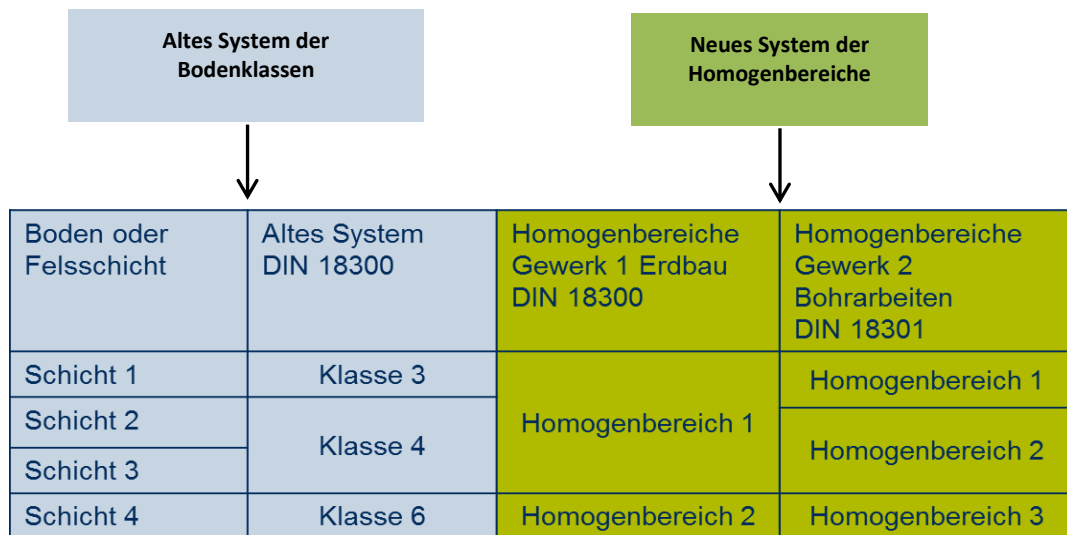 Altes System der
Bodenklassen
Neues System der
Homogenbereiche
Boden oder
Felsschicht
Altes System
DIN 18300
Homogenbereiche
Gewerk 1 Erdbau
DIN 18300
Homogenbereiche
Gewerk 2
Bohrarbeiten
DIN 18301
Schicht 1
Klasse 3
Homogenbereich 1
Homogenbereich 1
Schicht 2
Klasse 4
Homogenbereich 2
Schicht 3
Schicht 4
Klasse 6
Homogenbereich 2
Homogenbereich 3